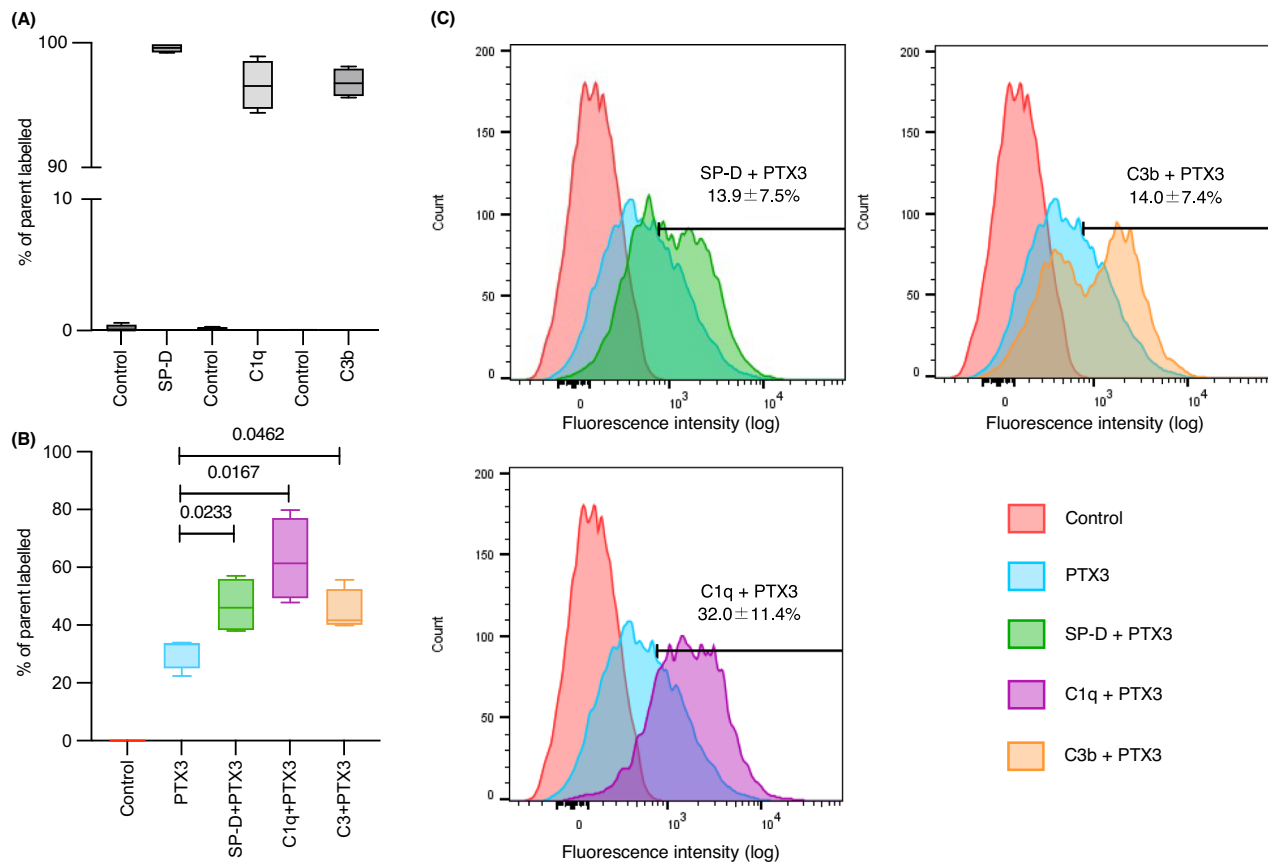 (A)
100
90
10
0
% of parent labelled
Control
SP-D
Control
C1q
Control
C3b
(B)
100
80
60
40
20
0
% of parent labelled
0.0462
0.0167
0.0233
Control
PTX3
SP-D+PTX3
C1q+PTX3
C3+PTX3
(C)
200
150
100
50
0
Count
SP-D + PTX3
13.9±7.5%
0
10³
10⁴
Fluorescence intensity (log)
200
150
100
50
0
Count
C3b + PTX3
14.0±7.4%
0
10³
10⁴
Fluorescence intensity (log)
200
150
100
50
0
Count
C1q + PTX3
32.0±11.4%
0
10³
10⁴
Fluorescence intensity (log)
Control
PTX3
SP-D + PTX3
C1q + PTX3
C3b + PTX3